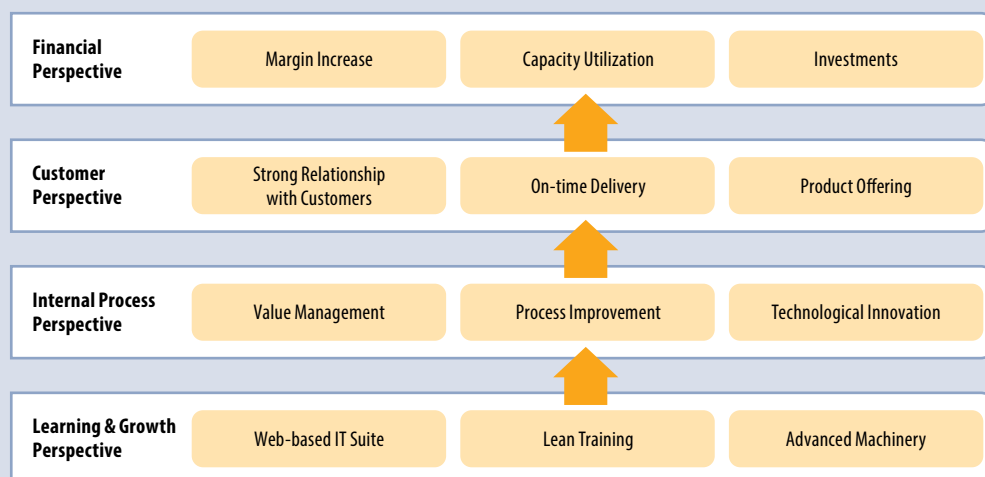 Financial
Perspective
Margin Increase
Capacity Utilization
Investments
Customer
Perspective
Strong Relationship
with Customers
On-time Delivery
Product Offering
Internal Process
Perspective
Value Management
Process Improvement
Technological Innovation
Learning & Growth
Perspective
Web-based IT Suite
Lean Training
Advanced Machinery